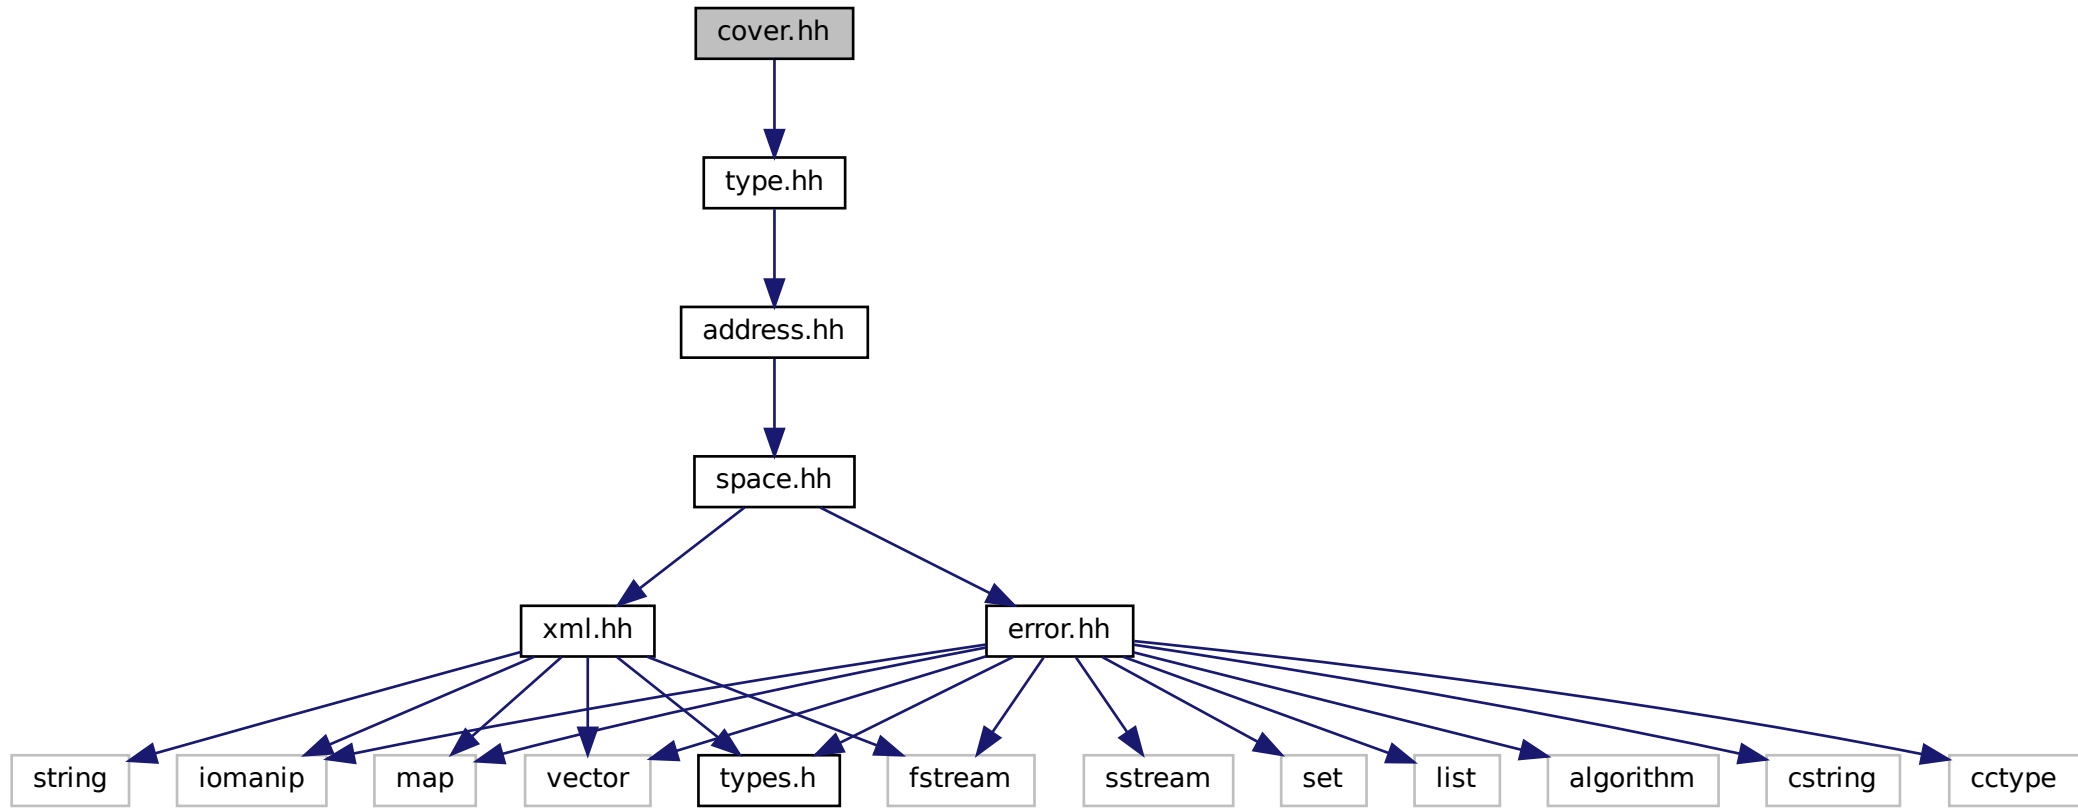 cover.hh
type.hh
address.hh
space.hh
xml.hh
error.hh
string
iomanip
map
vector
types.h
fstream
sstream
set
list
algorithm
cstring
cctype